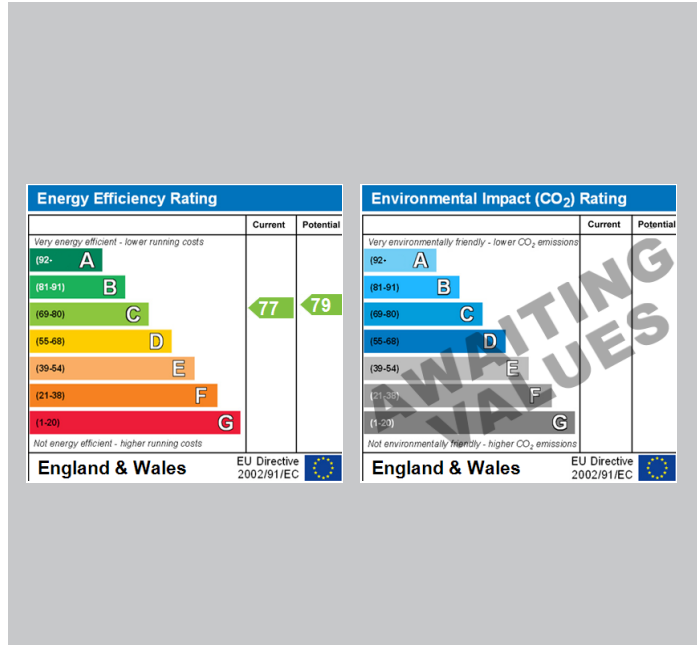 Energy Efficiency Rating
Current Potential
Very energy efficient - lower running costs
(92- A
(81-91) B
(69-80) C 77 79
(55-68) D
(39-54) E
(21-38) F
(1-20) G
Not energy efficient - higher running costs
England & Wales
EU Directive
2002/91/EC
Environmental Impact (CO2) Rating
Current Potential
Very environmentally friendly - lower CO2 emissions
(92- A
(81-91) B
(69-80) C
(55-68) D
(39-54) E
(21-38) F
(1-20) G
Not environmentally friendly - higher CO2 emissions
AWAITING
VALUES
England & Wales
EU Directive
2002/91/EC